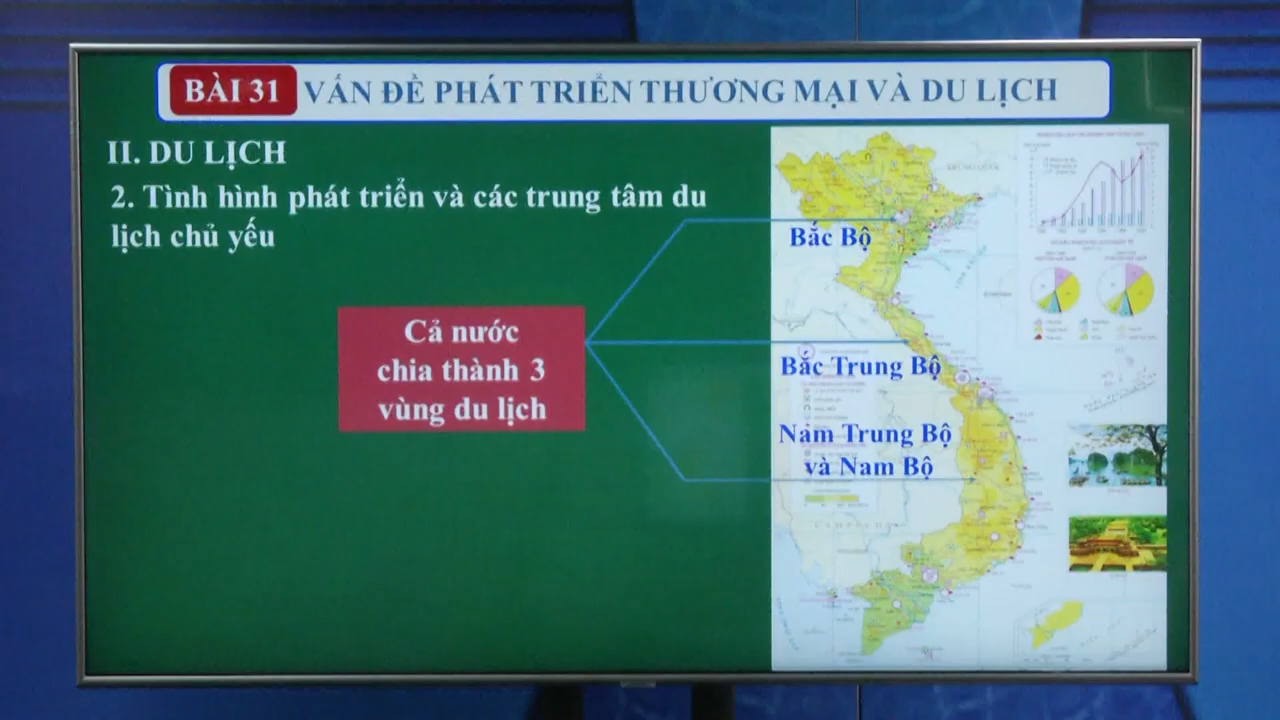 BÀI 31 VẤN ĐỀ PHÁT TRIỂN THƯƠNG MẠI VÀ DU LỊCH
II. DU LỊCH
2. Tình hình phát triển và các trung tâm du
lịch chủ yếu
Cả nước
chia thành 3
vùng du lịch
Bắc Bộ
Bắc Trung Bộ
Nam Trung Bộ
và Nam Bộ